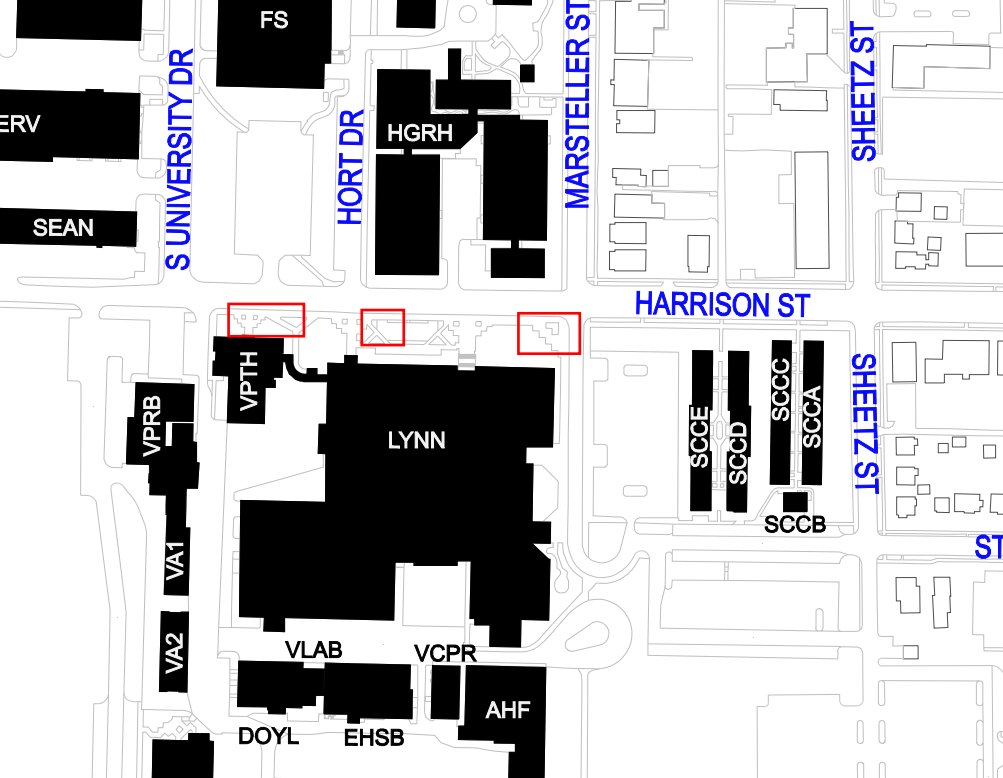 FS
MARSTELLER ST
SHEETZ ST
S UNIVERSITY DR
HORT DR
ERV
HGRH
SEAN
HARRISON ST
VPTH
SHEETZ ST
SCCC
SCCA
VPRB
LYNN
SCCE
SCCD
SCCB
ST
VA1
VA2
VLAB
VCPR
AHF
DOYL
EHSB